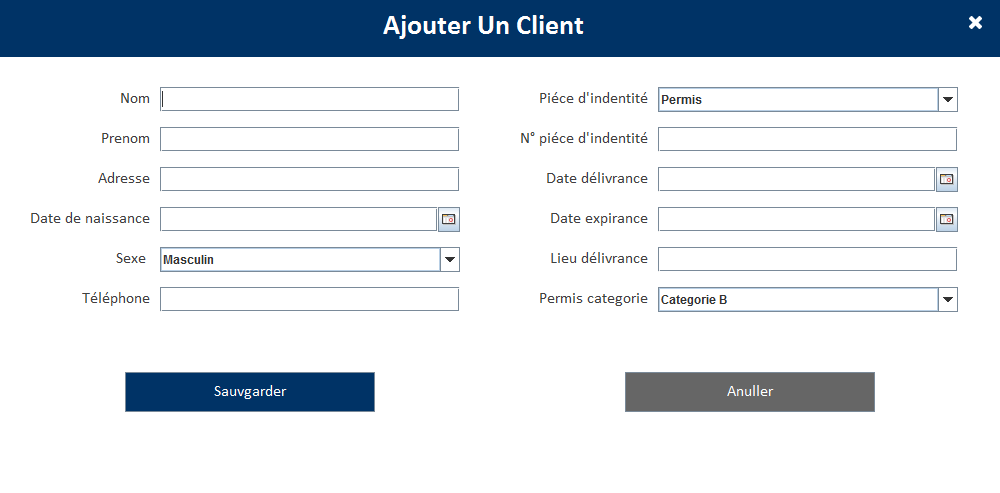 Ajouter Un Client
Nom
Prenom
Adresse
Date de naissance
Sexe Masculin
Téléphone
Piéce d'indentité Permis
N° piéce d'indentité
Date délivrance
Date expirance
Lieu délivrance
Permis categorie Categorie B
Sauvgarder
Anuller